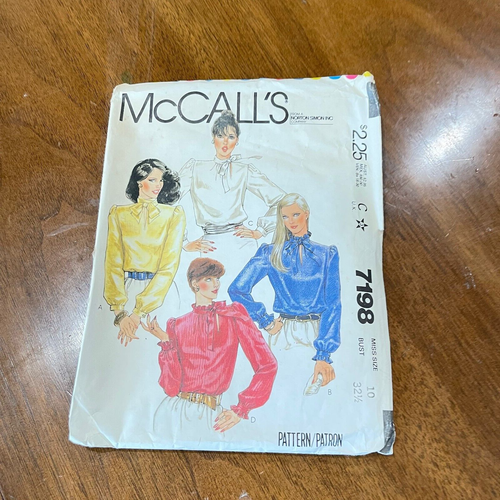 McCALL'S
NORTON SIMON INC
$2.25
C
7198
MISS SIZE 10
BUST 32½
A
C
B
D
PATTERN/PATRON